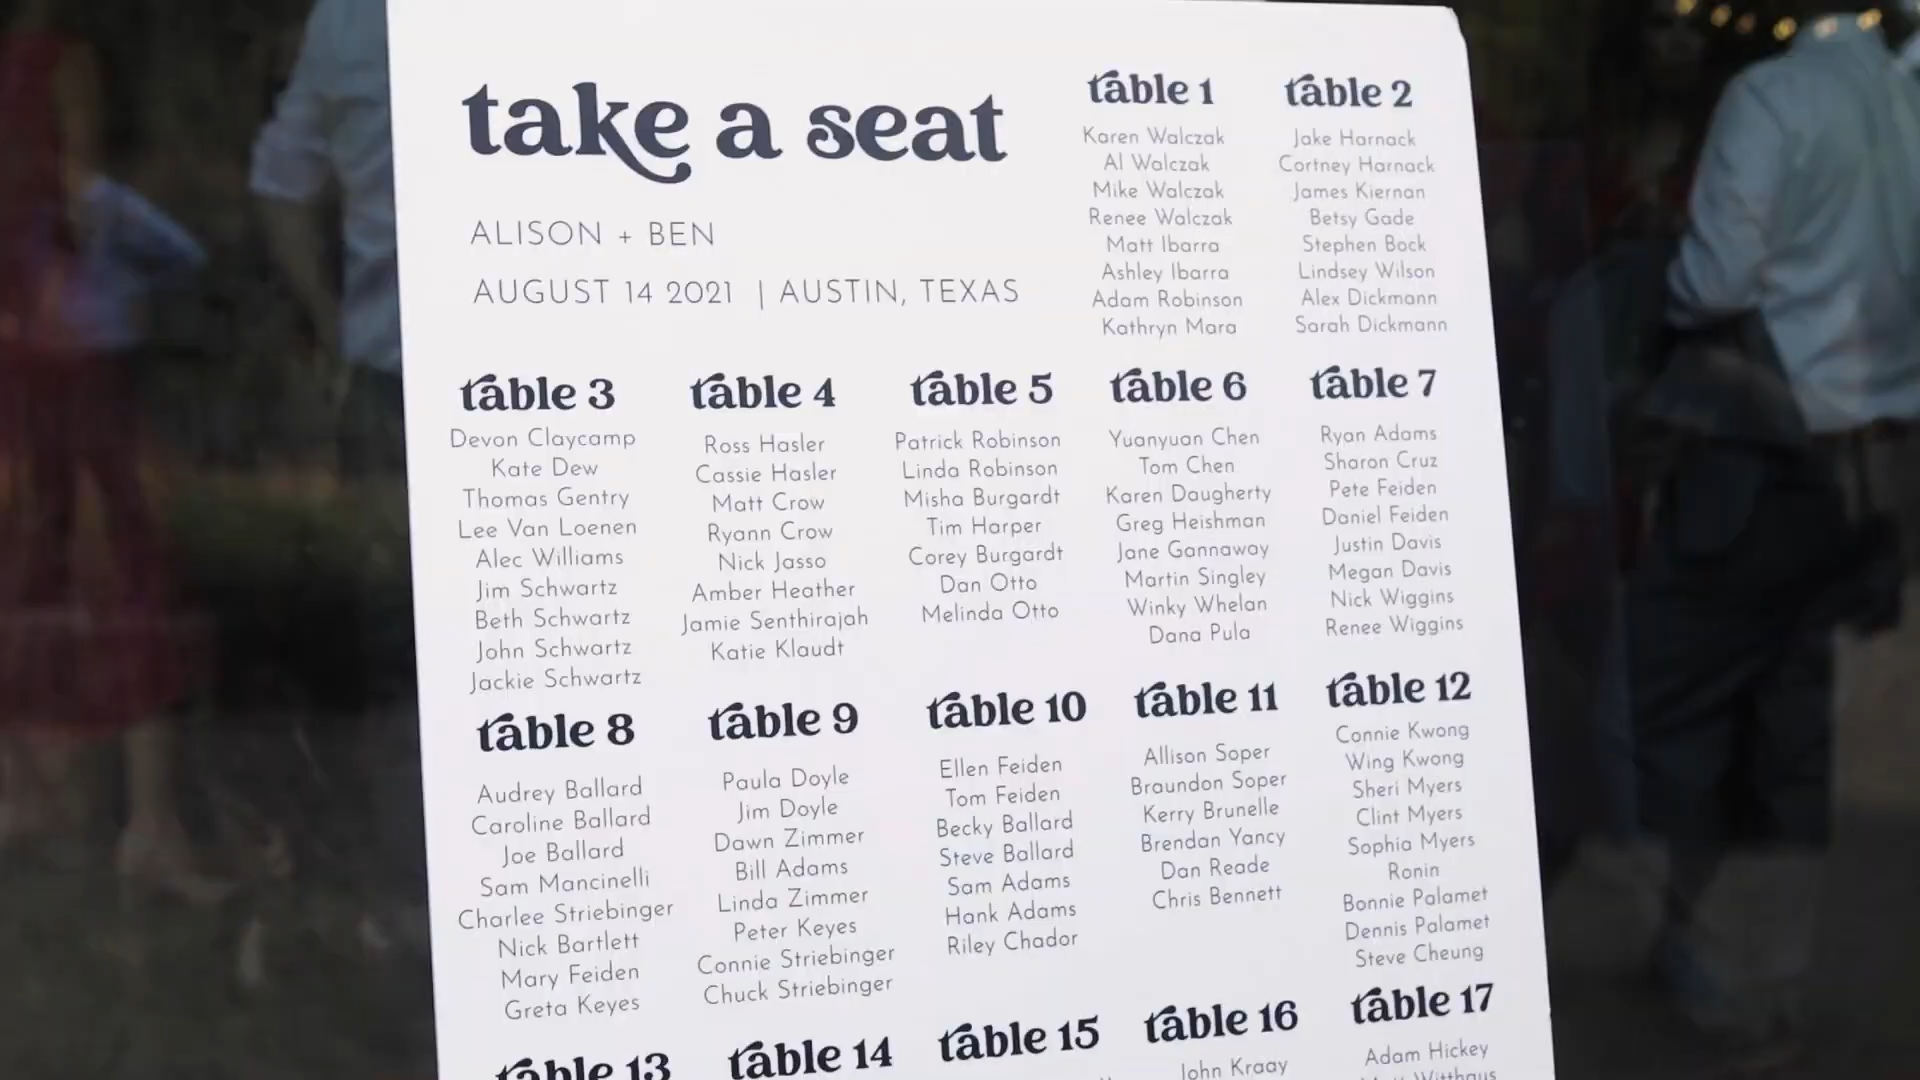 take a seat
ALISON + BEN
AUGUST 14 2021 | AUSTIN, TEXAS
table 1
Karen Walczak
Al Walczak
Mike Walczak
Renee Walczak
Matt Ibarra
Ashley Ibarra
Adam Robinson
Kathryn Mara
table 2
Jake Harnack
Cortney Harnack
James Kiernan
Betsy Gade
Stephen Bock
Lindsey Wilson
Alex Dickmann
Sarah Dickmann
table 3
Devon Claycamp
Kate Dew
Thomas Gentry
Lee Van Loenen
Alec Williams
Jim Schwartz
Beth Schwartz
John Schwartz
Jackie Schwartz
table 4
Ross Hasler
Cassie Hasler
Matt Crow
Ryann Crow
Nick Jasso
Amber Heather
Jamie Senthirajah
Katie Klaudt
table 5
Patrick Robinson
Linda Robinson
Misha Burgardt
Tim Harper
Corey Burgardt
Dan Otto
Melinda Otto
table 6
Yuanyuan Chen
Tom Chen
Karen Daugherty
Greg Heishman
Jane Gannaway
Martin Singley
Winky Whelan
Dana Pula
table 7
Ryan Adams
Sharon Cruz
Pete Feiden
Daniel Feiden
Justin Davis
Megan Davis
Nick Wiggins
Renee Wiggins
table 8
Audrey Ballard
Caroline Ballard
Joe Ballard
Sam Mancinelli
Charlee Striebinger
Nick Bartlett
Mary Feiden
Greta Keyes
table 9
Paula Doyle
Jim Doyle
Dawn Zimmer
Bill Adams
Linda Zimmer
Peter Keyes
Connie Striebinger
Chuck Striebinger
table 10
Ellen Feiden
Tom Feiden
Becky Ballard
Steve Ballard
Sam Adams
Hank Adams
Riley Chador
table 11
Allison Soper
Braundon Soper
Kerry Brunelle
Brendan Yancy
Dan Reade
Chris Bennett
table 12
Connie Kwong
Wing Kwong
Sheri Myers
Clint Myers
Sophia Myers
Ronin
Bonnie Palamet
Dennis Palamet
Steve Cheung
table 13
table 14
table 15
table 16
John Kraay
table 17
Adam Hickey